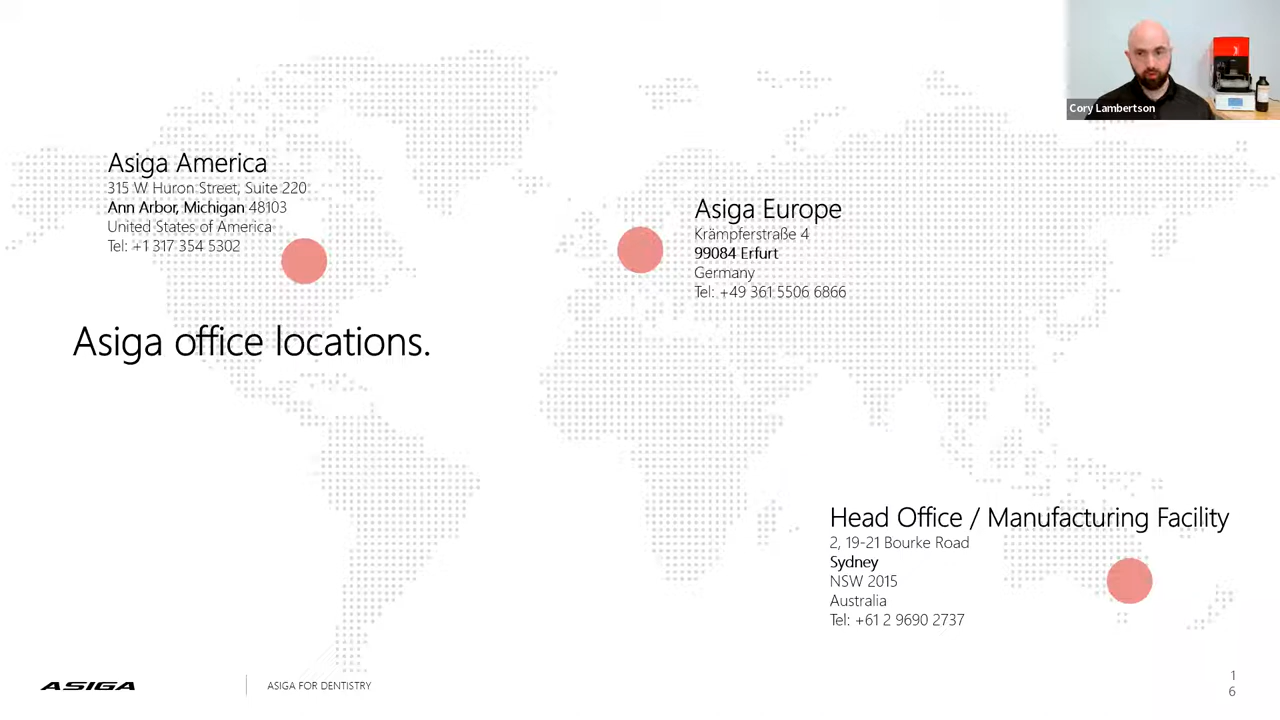 Cory Lambertson
Asiga America
315 W Huron Street, Suite 220
Ann Arbor, Michigan 48103
United States of America
Tel: +1 317 354 5302
Asiga Europe
Krämpferstraße 4
99084 Erfurt
Germany
Tel: +49 361 5506 6866
Asiga office locations.
Head Office / Manufacturing Facility
2, 19-21 Bourke Road
Sydney
NSW 2015
Australia
Tel: +61 2 9690 2737
ASIGA
ASIGA FOR DENTISTRY
1
6